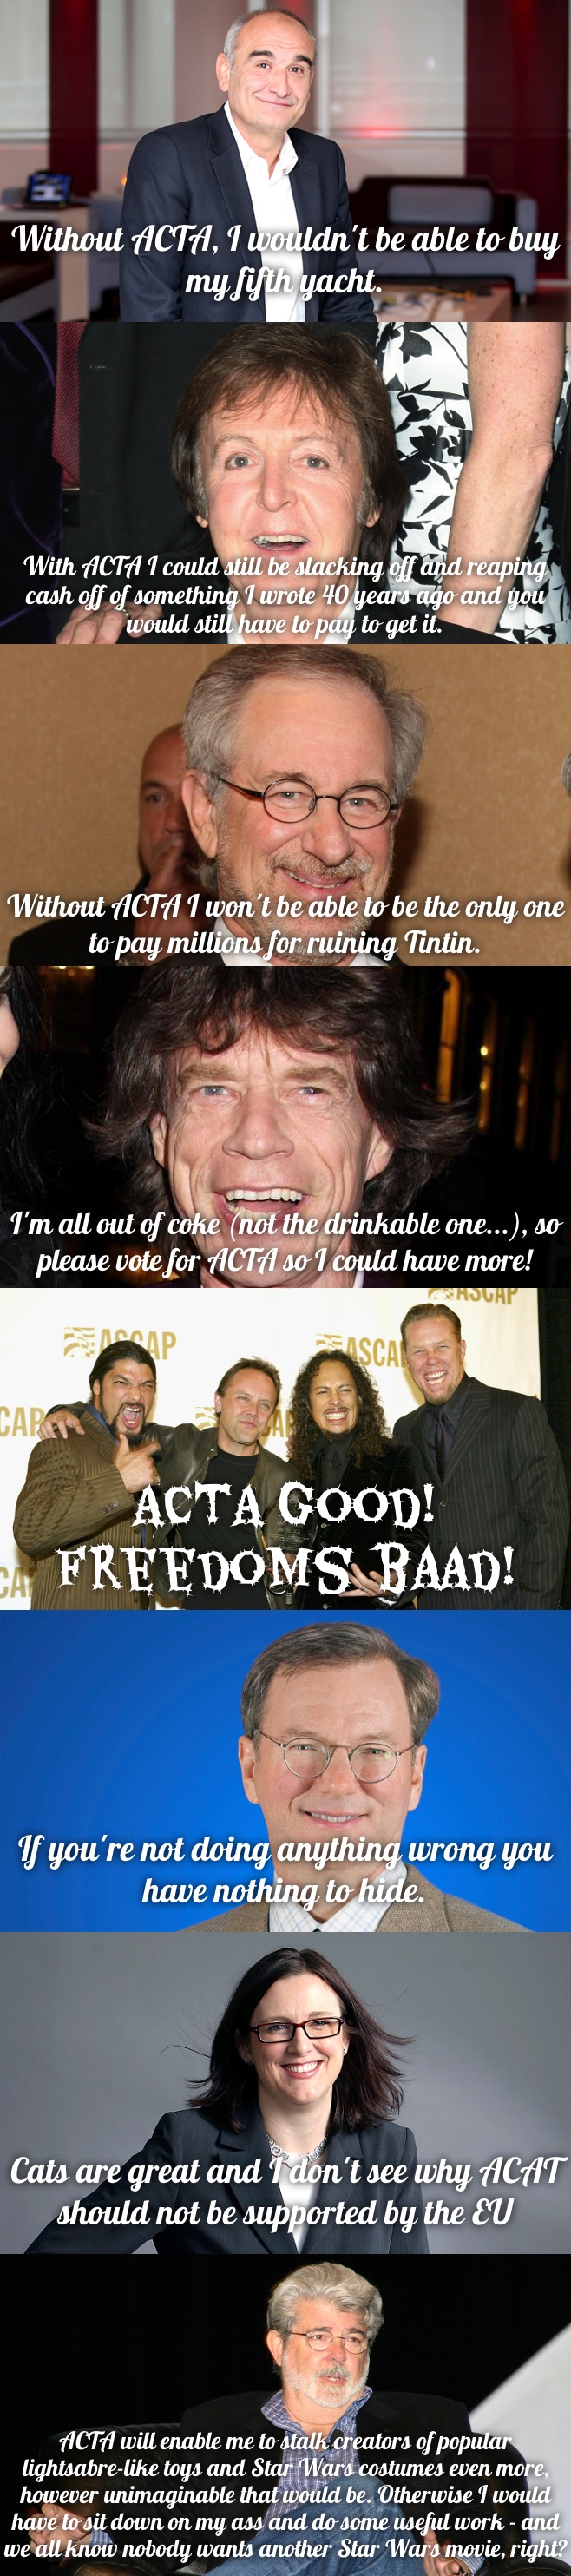 Without ACTA, I wouldn't be able to buy
my fifth yacht.
With ACTA I could still be slacking off and reaping
cash off of something I wrote 40 years ago and you
would still have to pay to get it.
Without ACTA I won't be able to be the only one
to pay millions for ruining Tintin.
I'm all out of coke (not the drinkable one...), so
please vote for ACTA so I could have more!
ASCAP
ASCAP
ASCAP
CAP
ASCAP
CAP
ACTA GOOD!
FREEDOMS BAAD!
If you're not doing anything wrong you
have nothing to hide.
Cats are great and I don't see why ACAT
should not be supported by the EU
ACTA will enable me to stalk creators of popular
lightsabre-like toys and Star Wars costumes even more,
however unimaginable that would be. Otherwise I would
have to sit down on my ass and do some useful work - and
we all know nobody wants another Star Wars movie, right?